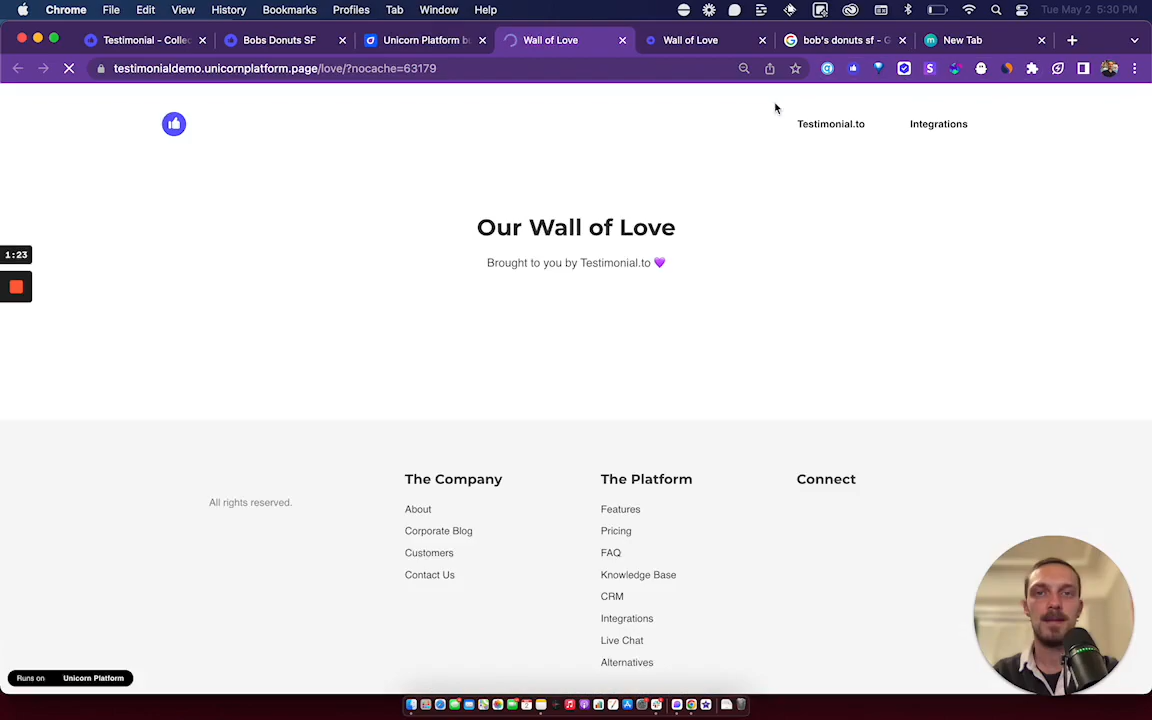 Chrome File Edit View History Bookmarks Profiles Tab Window Help Tue May 2 5:30 PM
Testimonial - Collec Bobs Donuts SF Unicorn Platform bu Wall of Love Wall of Love bob's donuts sf - G New Tab
testimonialdemo.unicornplatform.page/love/?nocache=63179
Testimonial.to Integrations
Our Wall of Love
1:23
Brought to you by Testimonial.to 💜
The Company The Platform Connect
All rights reserved.
About Features
Corporate Blog Pricing
Customers FAQ
Contact Us Knowledge Base
CRM
Integrations
Live Chat
Alternatives
Runs on Unicorn Platform